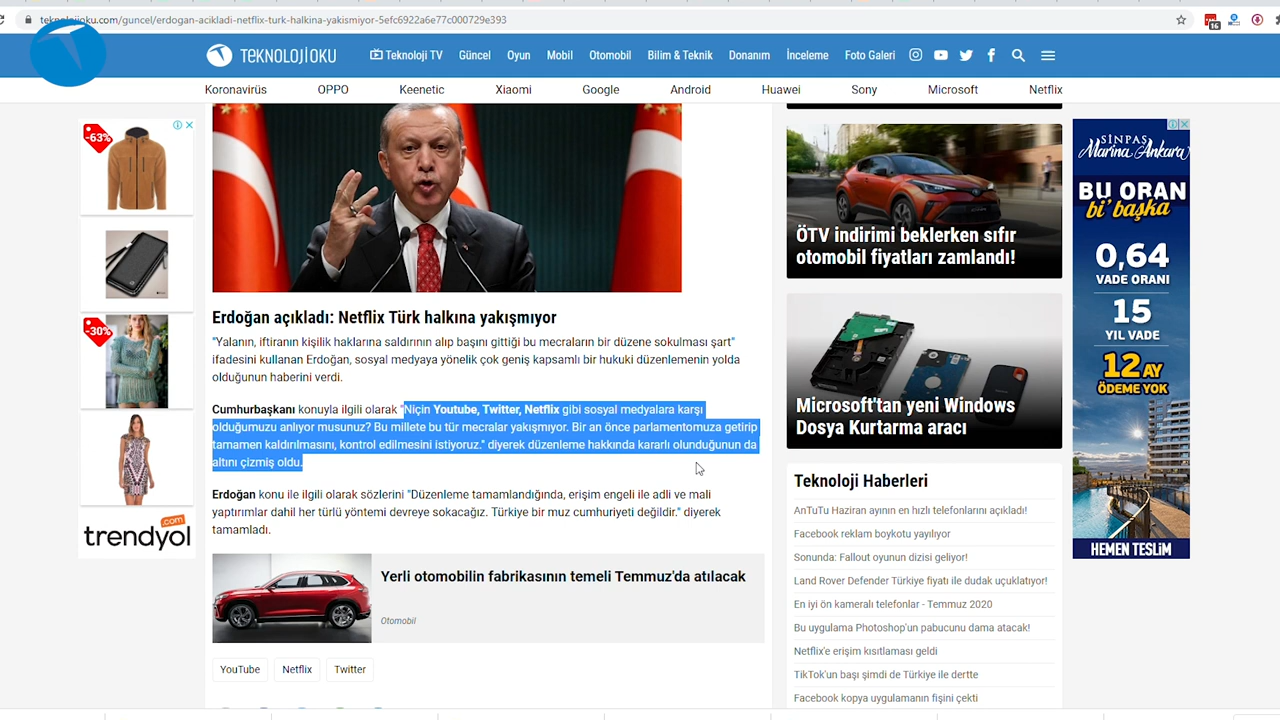 teknolojioku.com/guncel/erdogan-acikladi-netflix-turk-halkina-yakismiyor-5efc6922a6e77c000729e393
16
TEKNOLOJİOKU
Teknoloji TV
Güncel
Oyun
Mobil
Otomobil
Bilim & Teknik
Donanım
İnceleme
Foto Galeri
Koronavirüs
OPPO
Keenetic
Xiaomi
Google
Android
Huawei
Sony
Microsoft
Netflix
-63%
-30%
trendyol
.com
Erdoğan açıkladı: Netflix Türk halkına yakışmıyor
"Yalanın, iftiranın kişilik haklarına saldırının alıp başını gittiği bu mecraların bir düzene sokulması şart"
ifadesini kullanan Erdoğan, sosyal medyaya yönelik çok geniş kapsamlı bir hukuki düzenlemenin yolda
olduğunun haberini verdi.
Cumhurbaşkanı konuyla ilgili olarak "Niçin Youtube, Twitter, Netflix gibi sosyal medyalara karşı
olduğumuzu anlıyor musunuz? Bu millete bu tür mecralar yakışmıyor. Bir an önce parlamentomuza getirip
tamamen kaldırılmasını, kontrol edilmesini istiyoruz." diyerek düzenleme hakkında kararlı olunduğunun da
altını çizmiş oldu.
Erdoğan konu ile ilgili olarak sözlerini "Düzenleme tamamlandığında, erişim engeli ile adli ve mali
yaptırımlar dahil her türlü yöntemi devreye sokacağız. Türkiye bir muz cumhuriyeti değildir." diyerek
tamamladı.
Yerli otomobilin fabrikasının temeli Temmuz'da atılacak
Otomobil
YouTube
Netflix
Twitter
ÖTV indirimi beklerken sıfır
otomobil fiyatları zamlandı!
Microsoft'tan yeni Windows
Dosya Kurtarma aracı
Teknoloji Haberleri
AnTuTu Haziran ayının en hızlı telefonlarını açıkladı!
Facebook reklam boykotu yayılıyor
Sonunda: Fallout oyunun dizisi geliyor!
Land Rover Defender Türkiye fiyatı ile dudak uçuklatıyor!
En iyi ön kameralı telefonlar - Temmuz 2020
Bu uygulama Photoshop'un pabucunu dama atacak!
Netflix'e erişim kısıtlaması geldi
TikTok'un başı şimdi de Türkiye ile dertte
Facebook kopya uygulamanın fişini çekti
SİNPAŞ
Marina Ankara
BU ORAN
bi' başka
0,64
VADE ORANI
15
YIL VADE
12 AY
ÖDEME YOK
HEMEN TESLİM